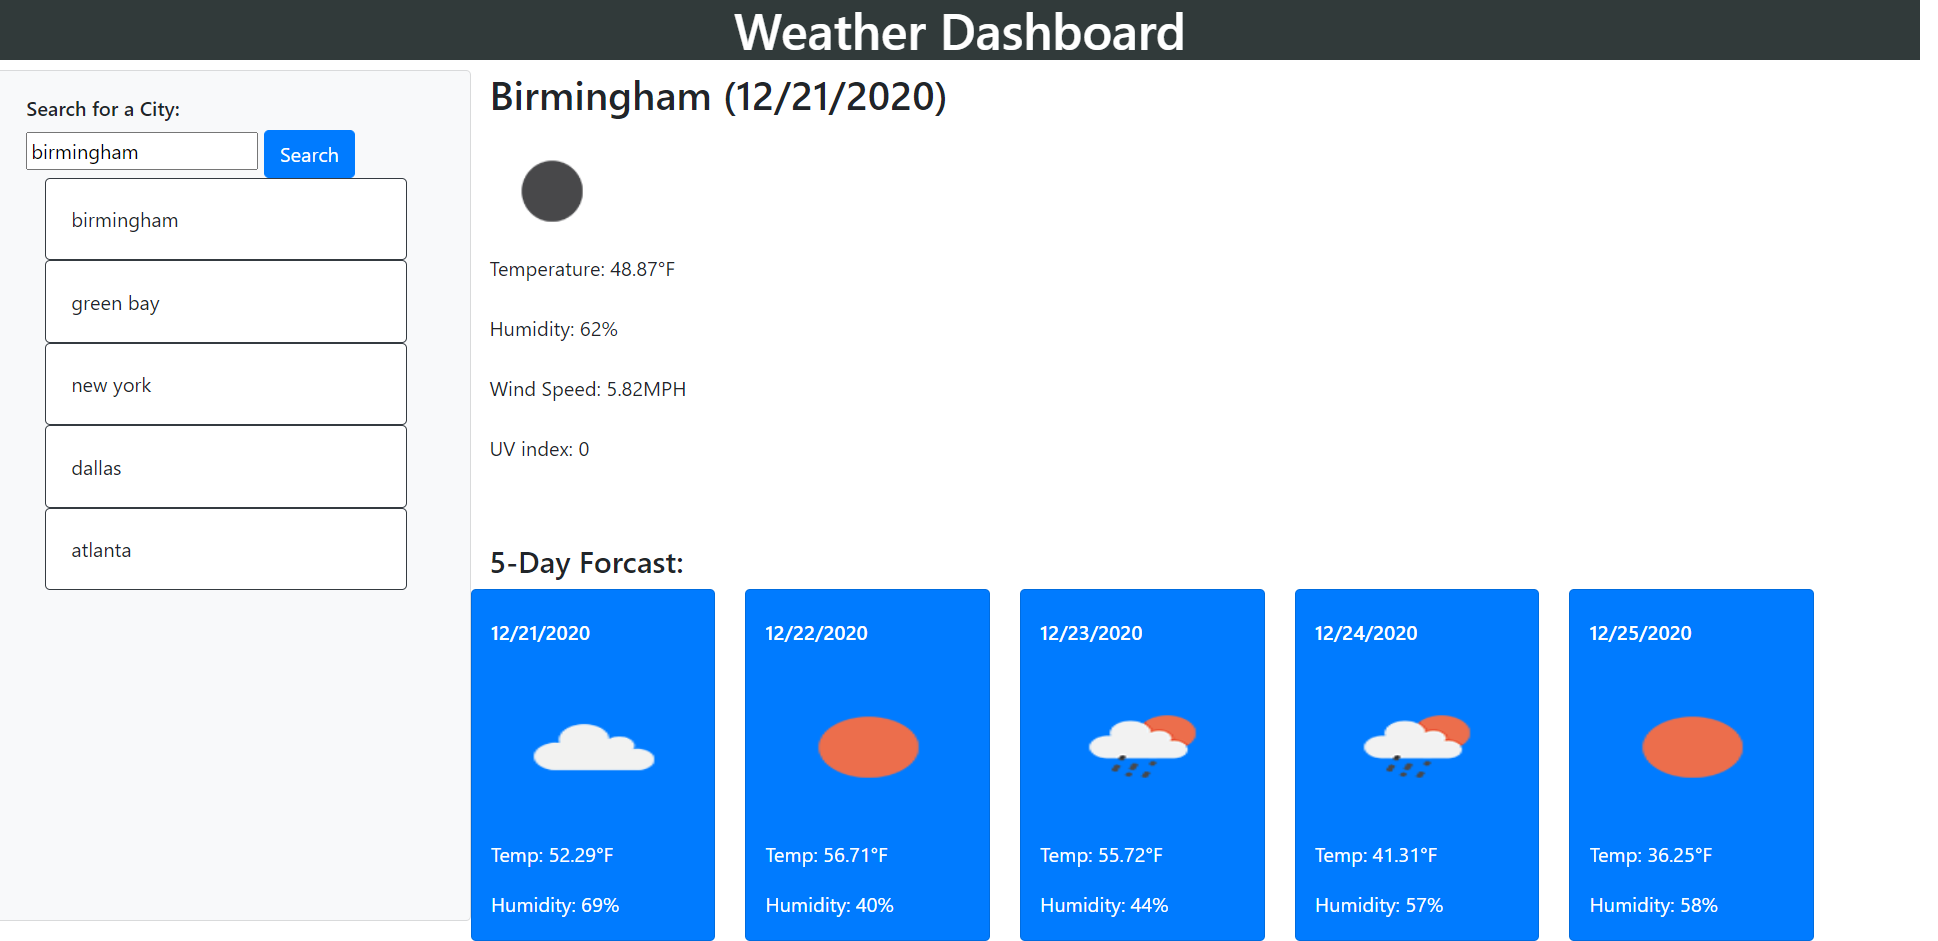 Weather Dashboard
Search for a City:
birmingham
Search
birmingham
green bay
new york
dallas
atlanta
Birmingham (12/21/2020)
Temperature: 48.87°F
Humidity: 62%
Wind Speed: 5.82MPH
UV index: 0
5-Day Forcast:
12/21/2020
Temp: 52.29°F
Humidity: 69%
12/22/2020
Temp: 56.71°F
Humidity: 40%
12/23/2020
Temp: 55.72°F
Humidity: 44%
12/24/2020
Temp: 41.31°F
Humidity: 57%
12/25/2020
Temp: 36.25°F
Humidity: 58%